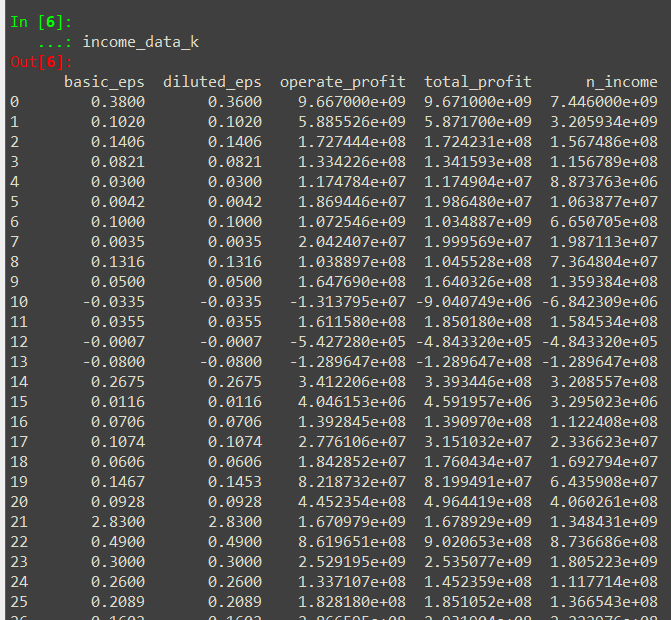 In [6]:
...: income_data_k
Out[6]:
basic_eps diluted_eps operate_profit total_profit n_income
0 0.3800 0.3600 9.667000e+09 9.671000e+09 7.446000e+09
1 0.1020 0.1020 5.885526e+09 5.871700e+09 3.205934e+09
2 0.1406 0.1406 1.727444e+08 1.724231e+08 1.567486e+08
3 0.0821 0.0821 1.334226e+08 1.341593e+08 1.156789e+08
4 0.0300 0.0300 1.174784e+07 1.174904e+07 8.873763e+06
5 0.0042 0.0042 1.869446e+07 1.986480e+07 1.063877e+07
6 0.1000 0.1000 1.072546e+09 1.034887e+09 6.650705e+08
7 0.0035 0.0035 2.042407e+07 1.999569e+07 1.987113e+07
8 0.1316 0.1316 1.038897e+08 1.045528e+08 7.364804e+07
9 0.0500 0.0500 1.647690e+08 1.640326e+08 1.359384e+08
10 -0.0335 -0.0335 -1.313795e+07 -9.040749e+06 -6.842309e+06
11 0.0355 0.0355 1.611580e+08 1.850180e+08 1.584534e+08
12 -0.0007 -0.0007 -5.427280e+05 -4.843320e+05 -4.843320e+05
13 -0.0800 -0.0800 -1.289647e+08 -1.289647e+08 -1.289647e+08
14 0.2675 0.2675 3.412206e+08 3.393446e+08 3.208557e+08
15 0.0116 0.0116 4.046153e+06 4.591957e+06 3.295023e+06
16 0.0706 0.0706 1.392845e+08 1.390970e+08 1.122408e+08
17 0.1074 0.1074 2.776106e+07 3.151032e+07 2.336623e+07
18 0.0606 0.0606 1.842852e+07 1.760434e+07 1.692794e+07
19 0.1467 0.1453 8.218732e+07 8.199491e+07 6.435908e+07
20 0.0928 0.0928 4.452354e+08 4.964419e+08 4.060261e+08
21 2.8300 2.8300 1.670979e+09 1.678929e+09 1.348431e+09
22 0.4900 0.4900 8.619651e+08 9.020653e+08 8.736686e+08
23 0.3000 0.3000 2.529195e+09 2.535077e+09 1.805223e+09
24 0.2600 0.2600 1.337107e+08 1.452359e+08 1.117714e+08
25 0.2089 0.2089 1.828180e+08 1.851052e+08 1.366543e+08